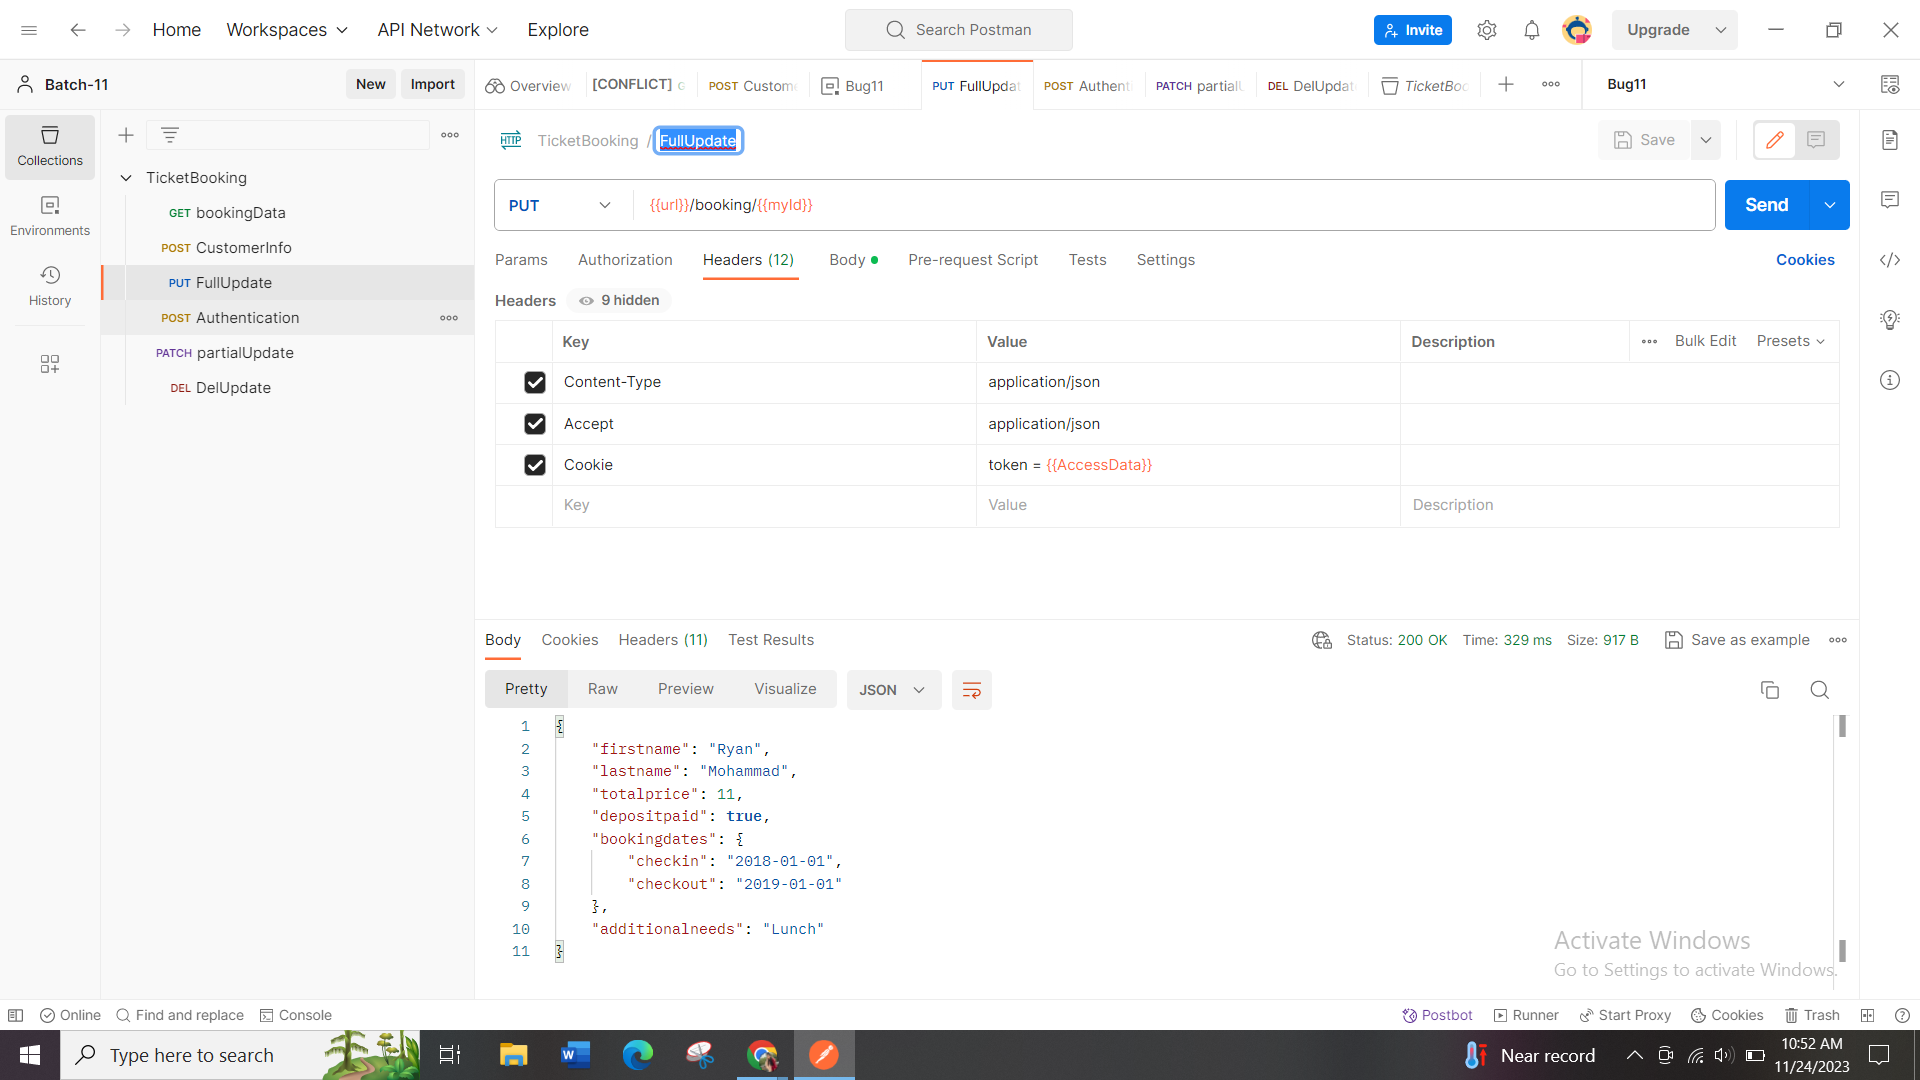 Home Workspaces API Network Explore Search Postman Invite Upgrade
Batch-11 New Import Overview [CONFLICT] POST Custom Bug11 PUT FullUpdat POST Authent PATCH partial DEL DelUpdat TicketBoo Bug11
Collections
Environments
History
TicketBooking
GET bookingData
POST CustomerInfo
PUT FullUpdate
POST Authentication
PATCH partialUpdate
DEL DelUpdate
HTTP TicketBooking / FullUpdate Save
PUT {{url}}/booking/{{myId}} Send
Params Authorization Headers (12) Body Pre-request Script Tests Settings Cookies
Headers 9 hidden
Key Value Description Bulk Edit Presets
Content-Type application/json
Accept application/json
Cookie token = {{AccessData}}
Key Value Description
Body Cookies Headers (11) Test Results Status: 200 OK Time: 329 ms Size: 917 B Save as example
Pretty Raw Preview Visualize JSON
1 {
2 "firstname": "Ryan",
3 "lastname": "Mohammad",
4 "totalprice": 11,
5 "depositpaid": true,
6 "bookingdates": {
7 "checkin": "2018-01-01",
8 "checkout": "2019-01-01"
9 },
10 "additionalneeds": "Lunch"
11 }
Activate Windows
Go to Settings to activate Windows.
Online Find and replace Console Postbot Runner Start Proxy Cookies Trash
Type here to search Near record 10:52 AM
11/24/2023